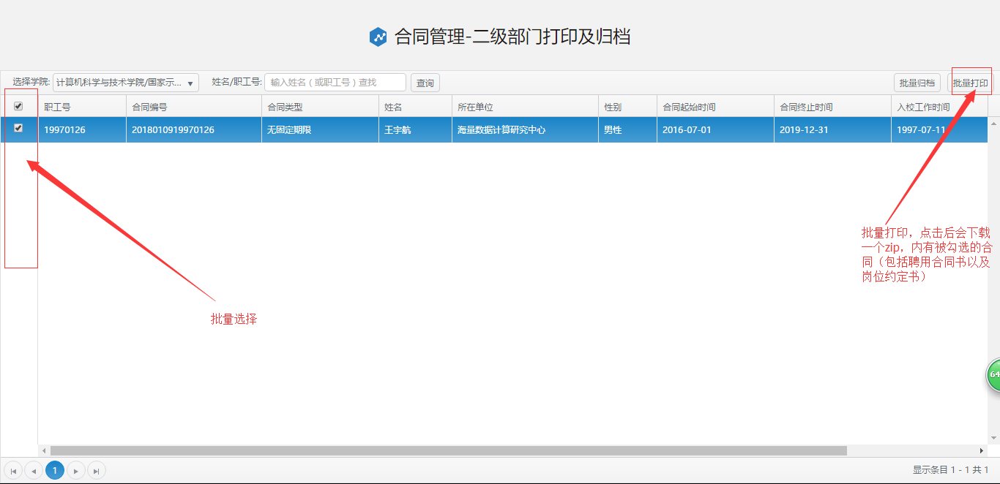 合同管理-二级部门打印及归档
选择学院: 计算机科学与技术学院/国家示... 姓名/职工号: 输入姓名（或职工号）查找 查询 批量归档 批量打印
职工号 合同编号 合同类型 姓名 所在单位 性别 合同起始时间 合同终止时间 入校工作时间
19970126 2018010919970126 无固定期限 王宇航 海量数据计算研究中心 男性 2016-07-01 2019-12-31 1997-07-11
批量打印，点击后会下载
一个zip，内有被勾选的合
同（包括聘用合同书以及
岗位约定书）
批量选择
64
1 显示条目 1 - 1 共 1